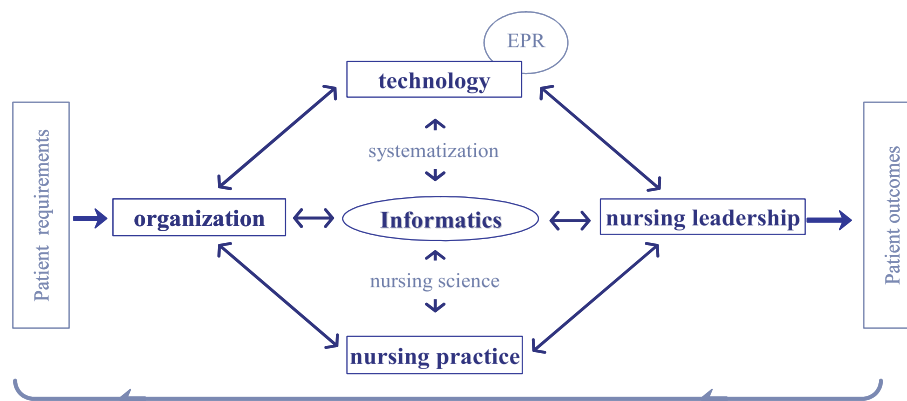 EPR
technology
systematization
Patient requirements
organization
Informatics
nursing leadership
Patient outcomes
nursing science
nursing practice